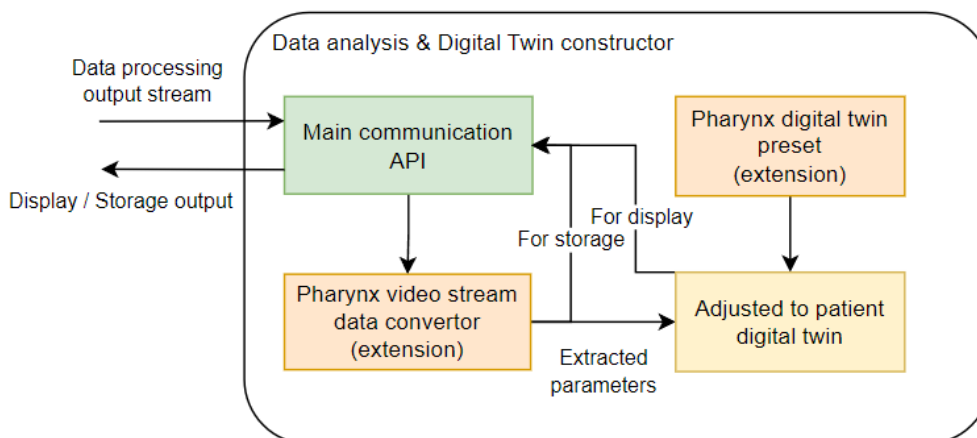 Data analysis & Digital Twin constructor
Data processing
output stream
Main communication
API
Pharynx digital twin
preset
(extension)
Display / Storage output
For display
For storage
Pharynx video stream
data convertor
(extension)
Adjusted to patient
digital twin
Extracted
parameters